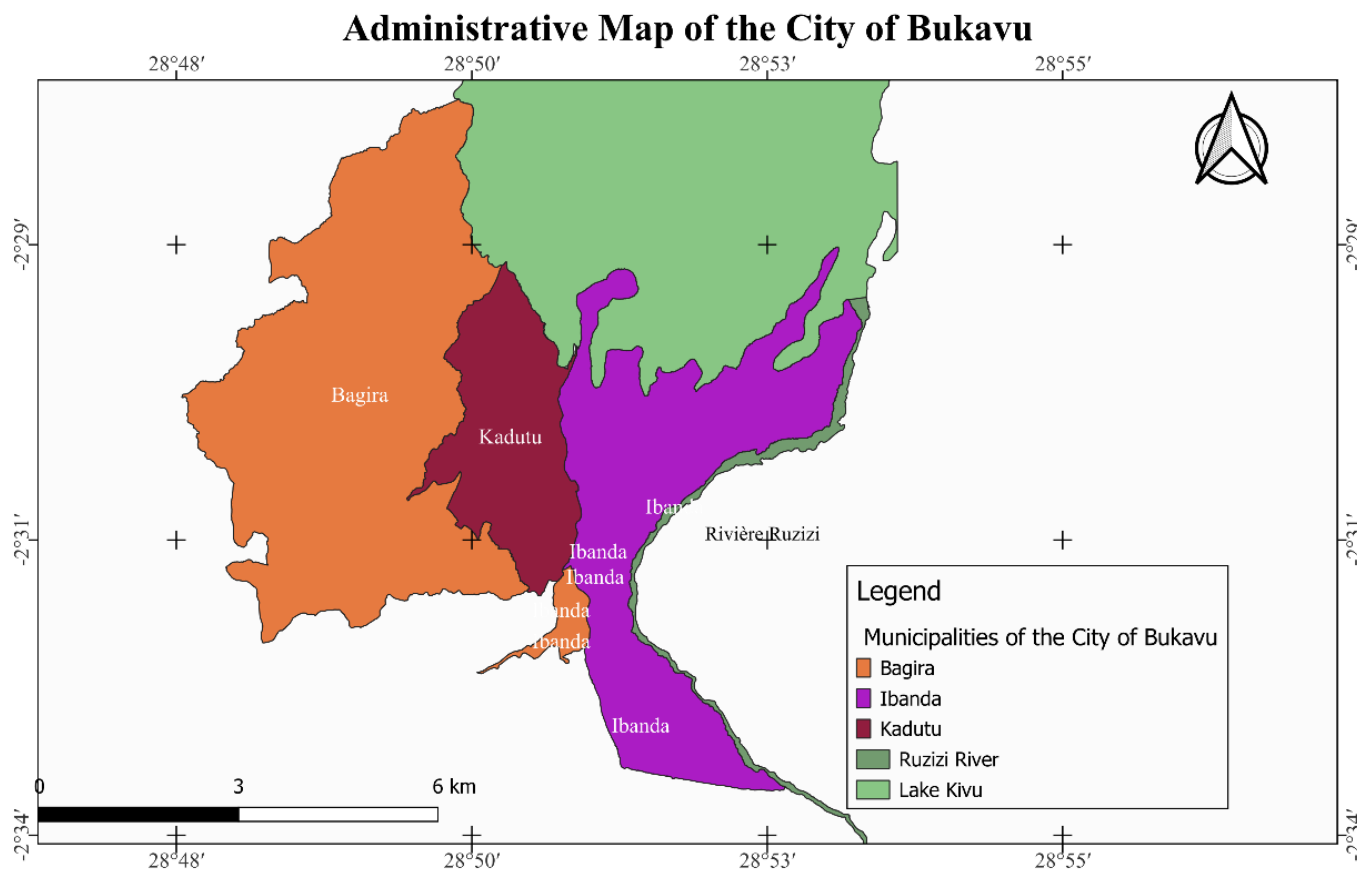 Administrative Map of the City of Bukavu
28°48′ 28°50′ 28°53′ 28°55′
-2°29′ -2°29′
Bagira
Kadutu
Ibanda
-2°31′ Rivière Ruzizi -2°31′
Ibanda
Ibanda
Ibanda
Ibanda
Ibanda
Legend
Municipalities of the City of Bukavu
Bagira
Ibanda
Kadutu
Ruzizi River
Lake Kivu
0 3 6 km
-2°34′ -2°34′
28°48′ 28°50′ 28°53′ 28°55′